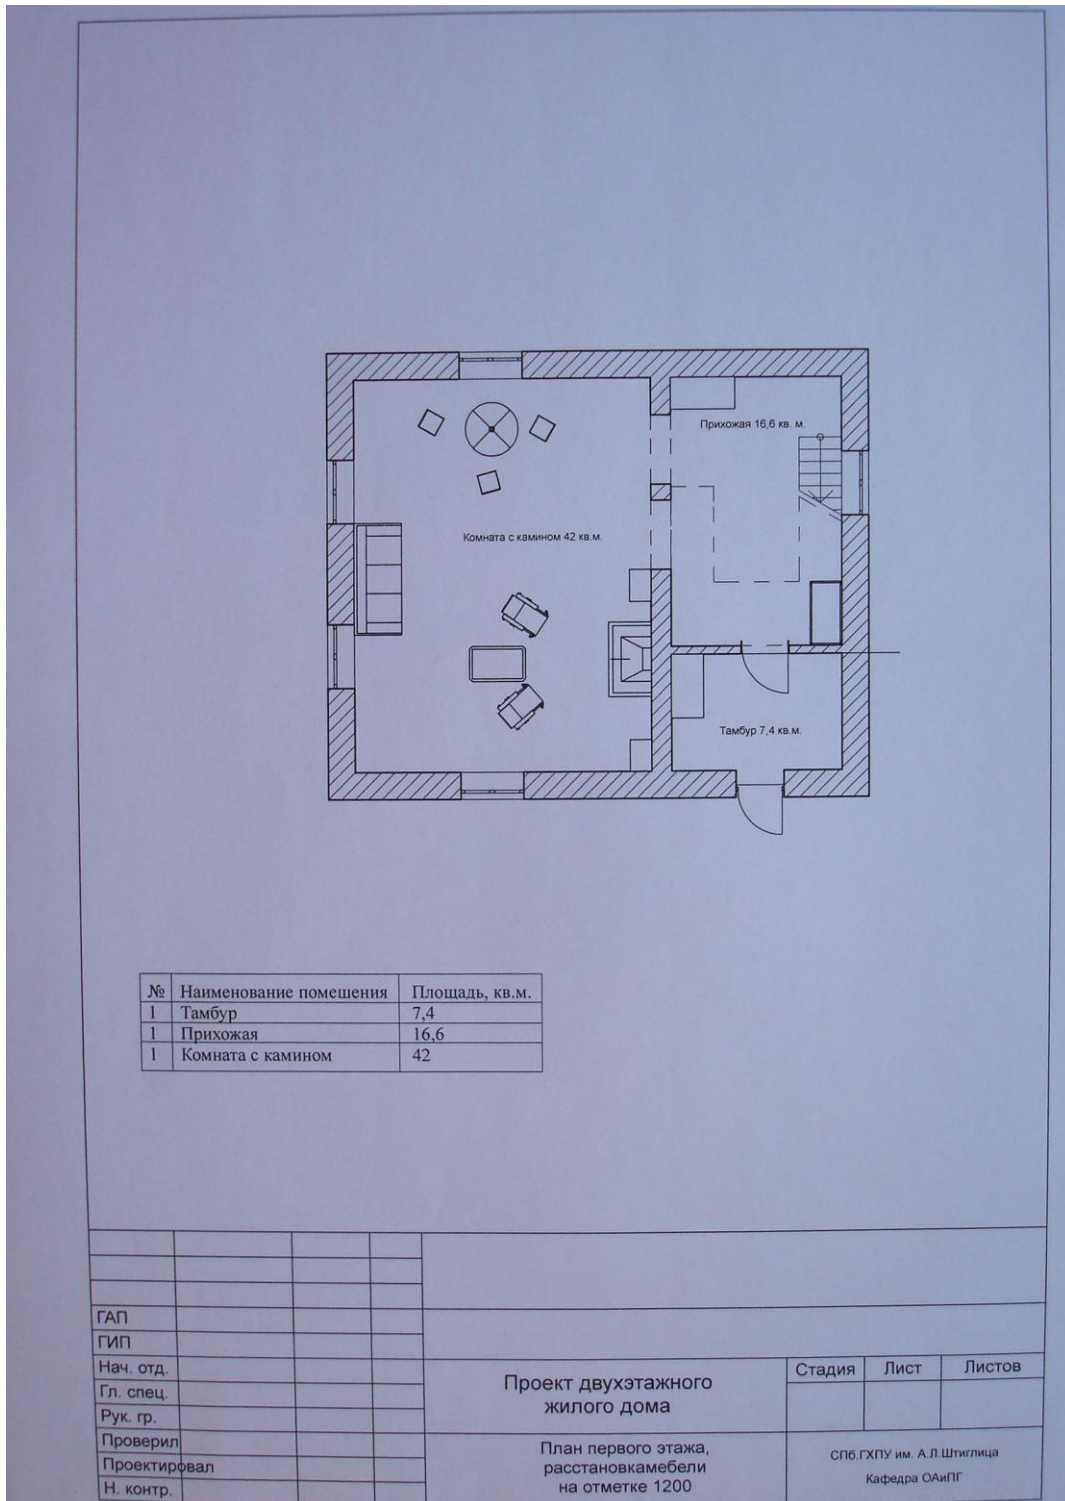 Прихожая 16,6 кв. м.
Комната с камином 42 кв.м.
Тамбур 7,4 кв.м.
№ Наименование помешения Площадь, кв.м.
1 Тамбур 7,4
1 Прихожая 16,6
1 Комната с камином 42
ГАП
ГИП
Нач. отд.
Гл. спец.
Рук. гр.
Проверил
Проектировал
Н. контр.
Проект двухэтажного
жилого дома
Стадия Лист Листов
План первого этажа,
расстановкамебели
на отметке 1200
СПб ГХПУ им. А.Л.Штиглица
Кафедра ОАиПГ